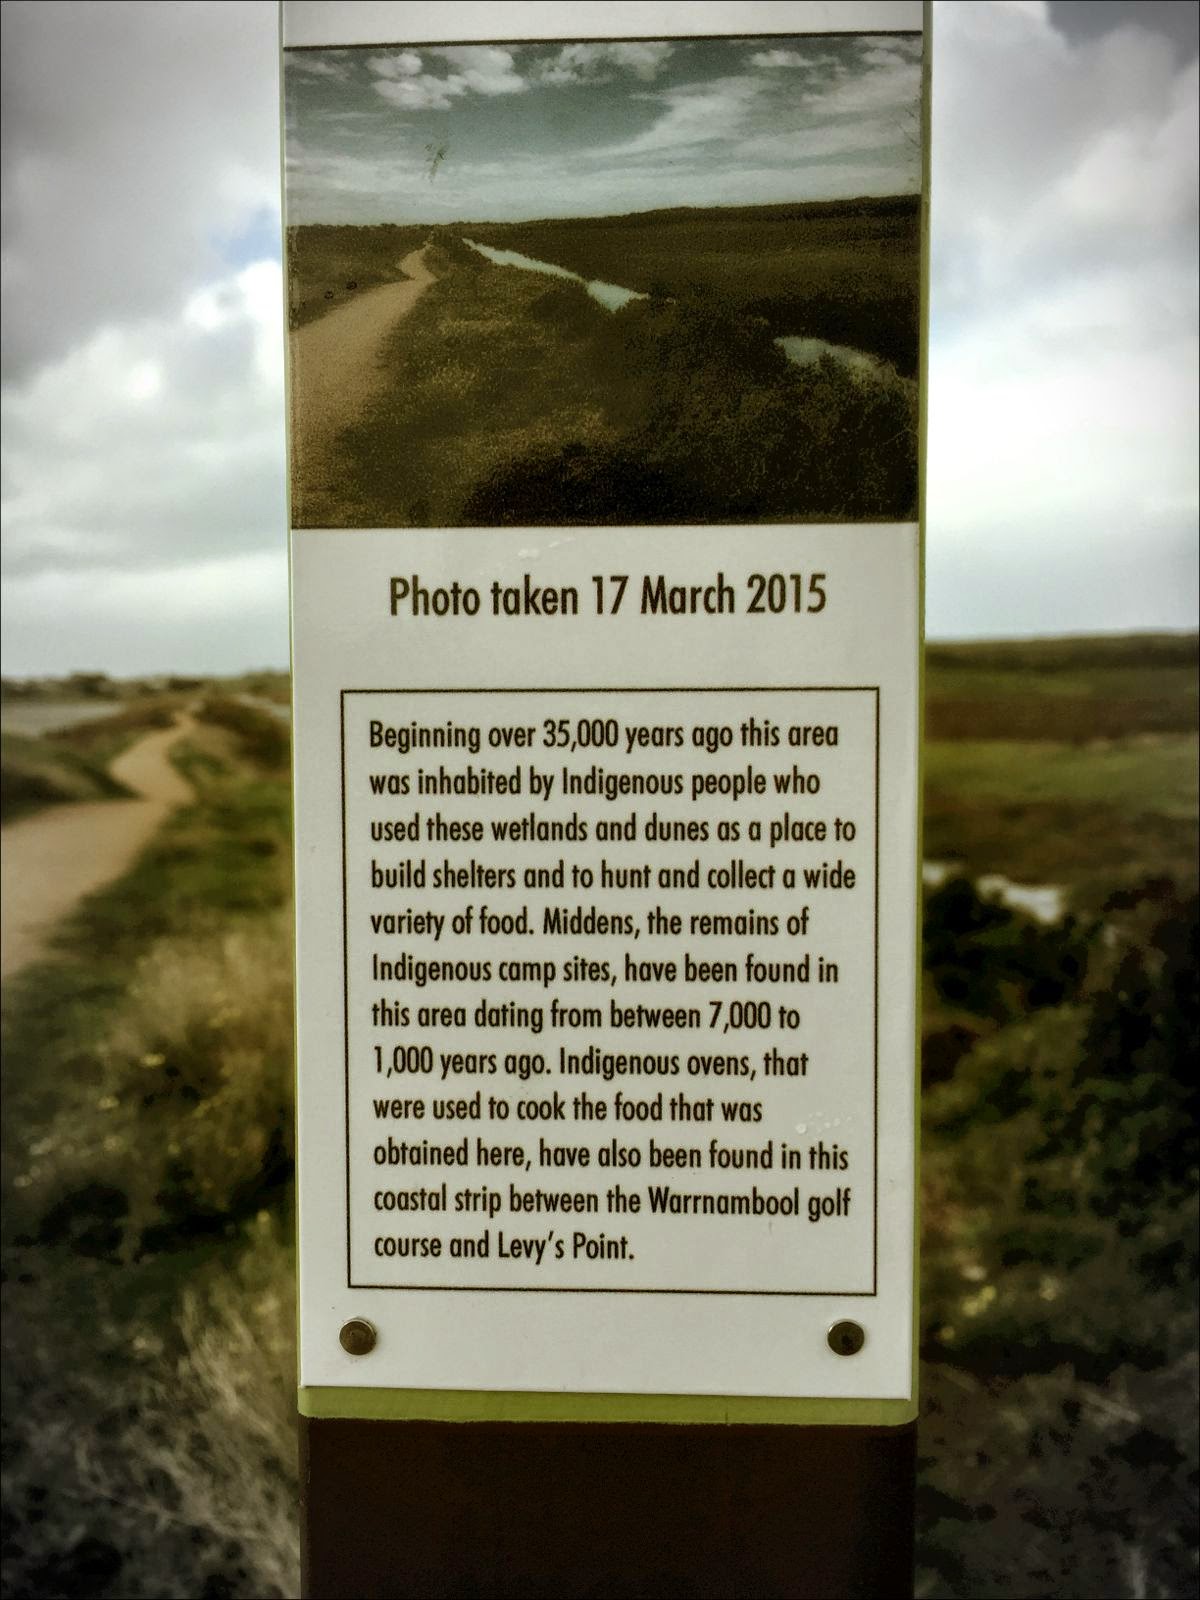 Photo taken 17 March 2015
Beginning over 35,000 years ago this area
was inhabited by Indigenous people who
used these wetlands and dunes as a place to
build shelters and to hunt and collect a wide
variety of food. Middens, the remains of
Indigenous camp sites, have been found in
this area dating from between 7,000 to
1,000 years ago. Indigenous ovens, that
were used to cook the food that was
obtained here, have also been found in this
coastal strip between the Warrnambool golf
course and Levy's Point.